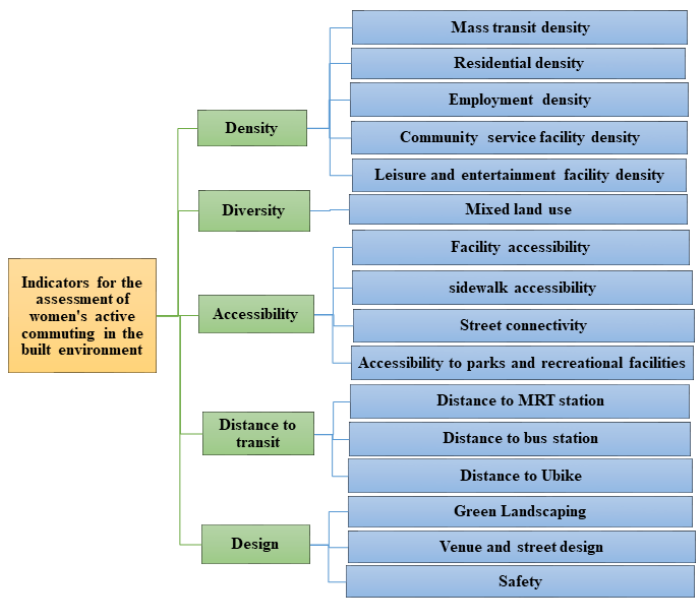 Indicators for the
assessment of
women's active
commuting in the
built environment
Density
Mass transit density
Residential density
Employment density
Community service facility density
Leisure and entertainment facility density
Diversity
Mixed land use
Accessibility
Facility accessibility
sidewalk accessibility
Street connectivity
Accessibility to parks and recreational facilities
Distance to
transit
Distance to MRT station
Distance to bus station
Distance to Ubike
Design
Green Landscaping
Venue and street design
Safety